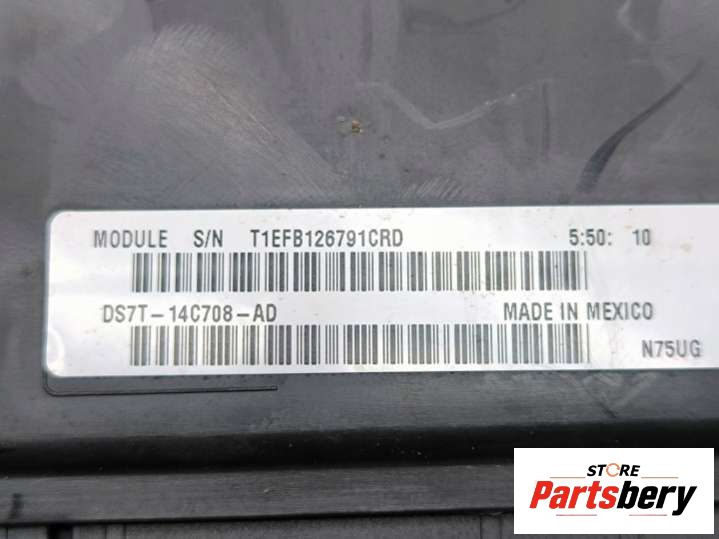 MODULE S/N T1EFB126791CRD 5:50: 10
DS7T-14C708-AD MADE IN MEXICO
N75UG
STORE
Partsbery